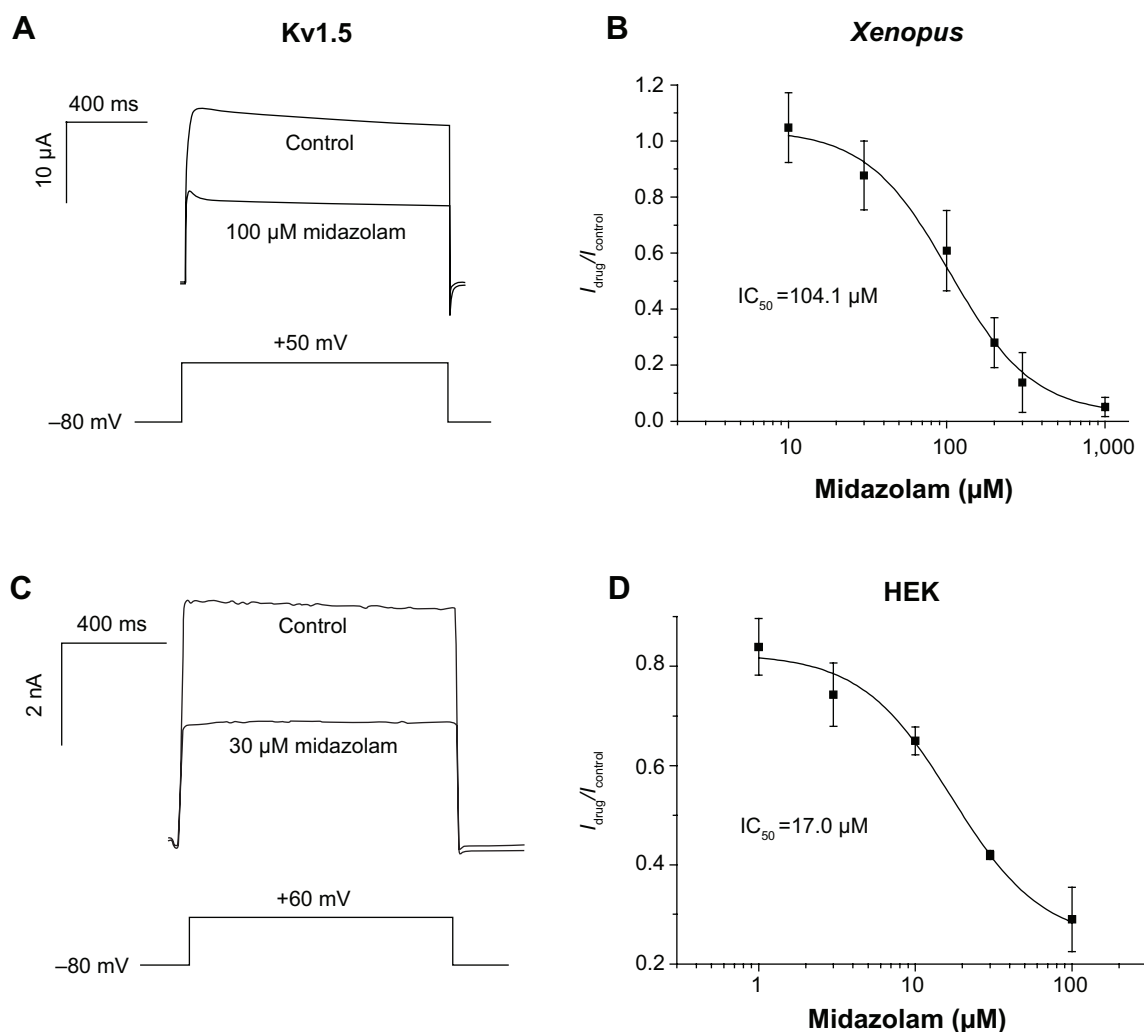 A
Kv1.5
400 ms
10 µA
Control
100 µM midazolam
+50 mV
–80 mV
B
Xenopus
1.2
1.0
0.8
0.6
0.4
0.2
0.0
Idrug/Icontrol
IC50 =104.1 µM
10
100
1,000
Midazolam (µM)
C
400 ms
2 nA
Control
30 µM midazolam
+60 mV
–80 mV
D
HEK
0.8
0.6
0.4
0.2
Idrug/Icontrol
IC50 =17.0 µM
1
10
100
Midazolam (µM)